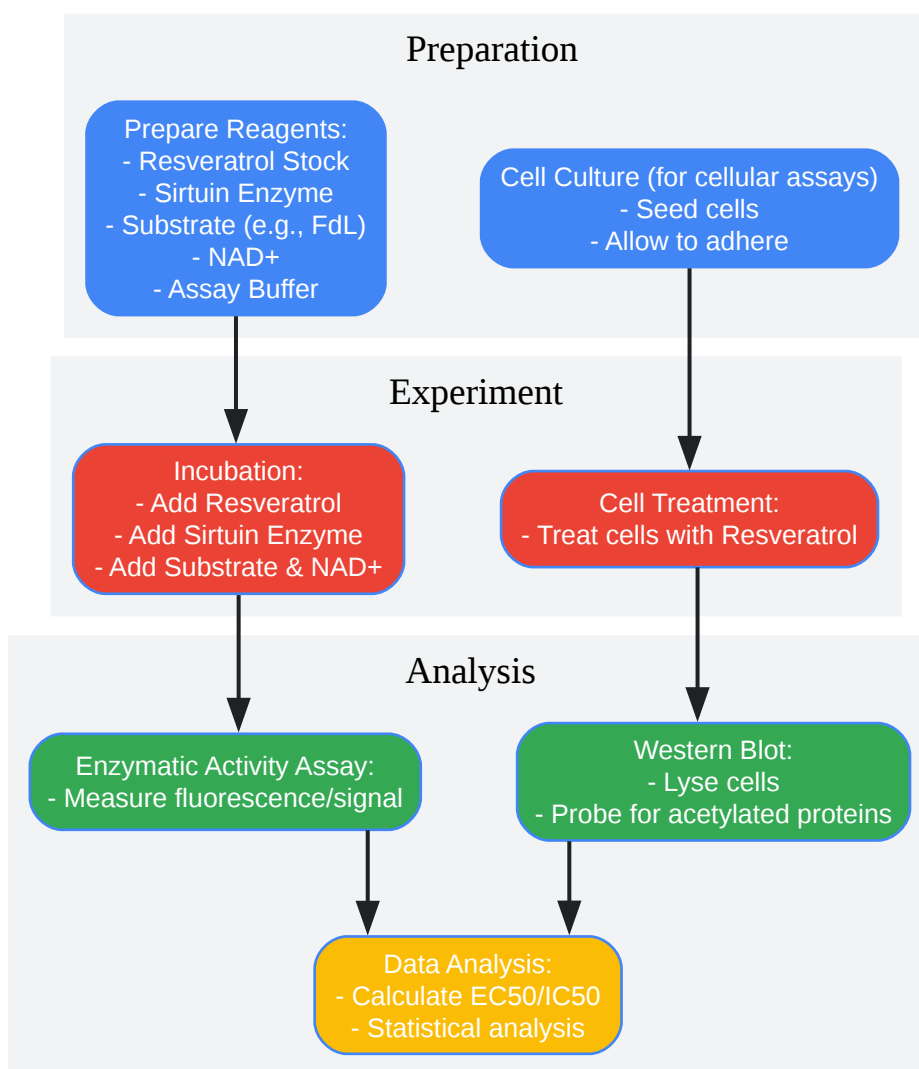 Preparation
Prepare Reagents:
- Resveratrol Stock
- Sirtuin Enzyme
- Substrate (e.g., FdL)
- NAD+
- Assay Buffer
Cell Culture (for cellular assays)
- Seed cells
- Allow to adhere
Experiment
Incubation:
- Add Resveratrol
- Add Sirtuin Enzyme
- Add Substrate & NAD+
Cell Treatment:
- Treat cells with Resveratrol
Analysis
Enzymatic Activity Assay:
- Measure fluorescence/signal
Western Blot:
- Lyse cells
- Probe for acetylated proteins
Data Analysis:
- Calculate EC50/IC50
- Statistical analysis